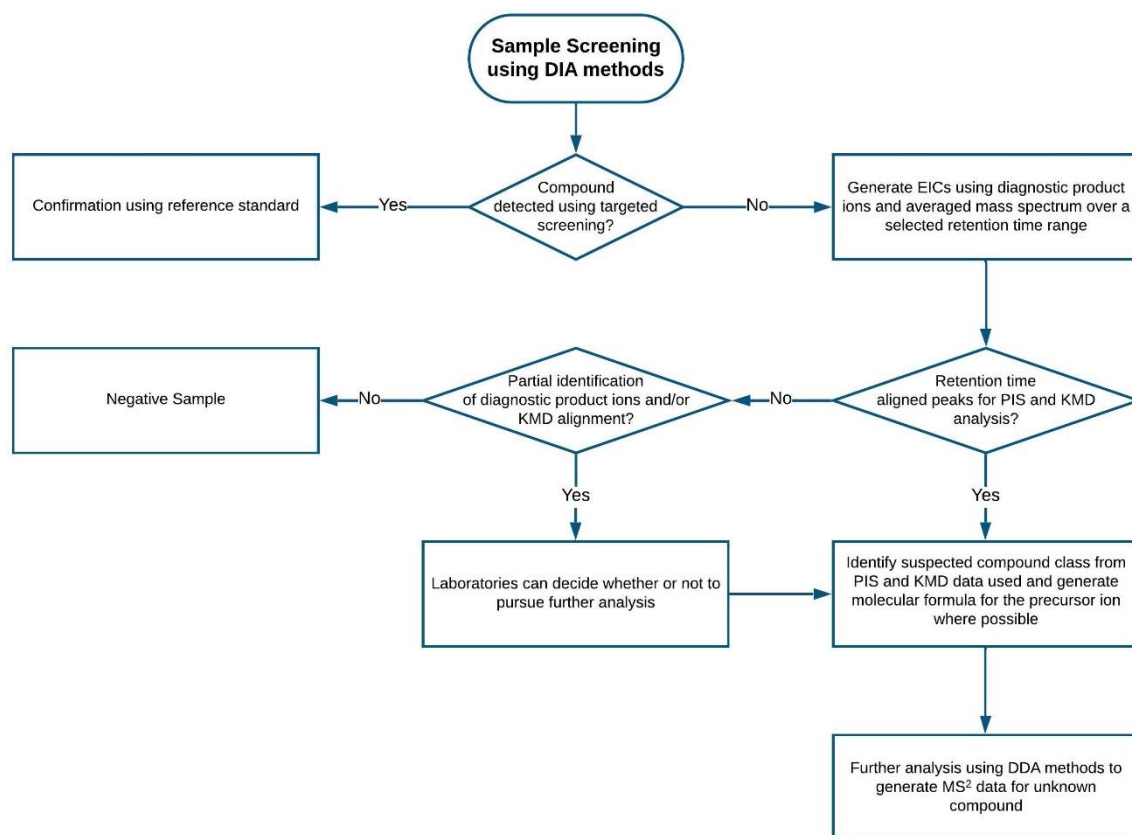 Sample Screening
using DIA methods
Confirmation using reference standard
Yes
Compound
detected using targeted
screening?
No
Generate EICs using diagnostic product
ions and averaged mass spectrum over a
selected retention time range
Negative Sample
No
Partial identification
of diagnostic product ions and/or
KMD alignment?
No
Retention time
aligned peaks for PIS and KMD
analysis?
Yes
Yes
Laboratories can decide whether or not to
pursue further analysis
Identify suspected compound class from
PIS and KMD data used and generate
molecular formula for the precursor ion
where possible
Further analysis using DDA methods to
generate MS² data for unknown
compound